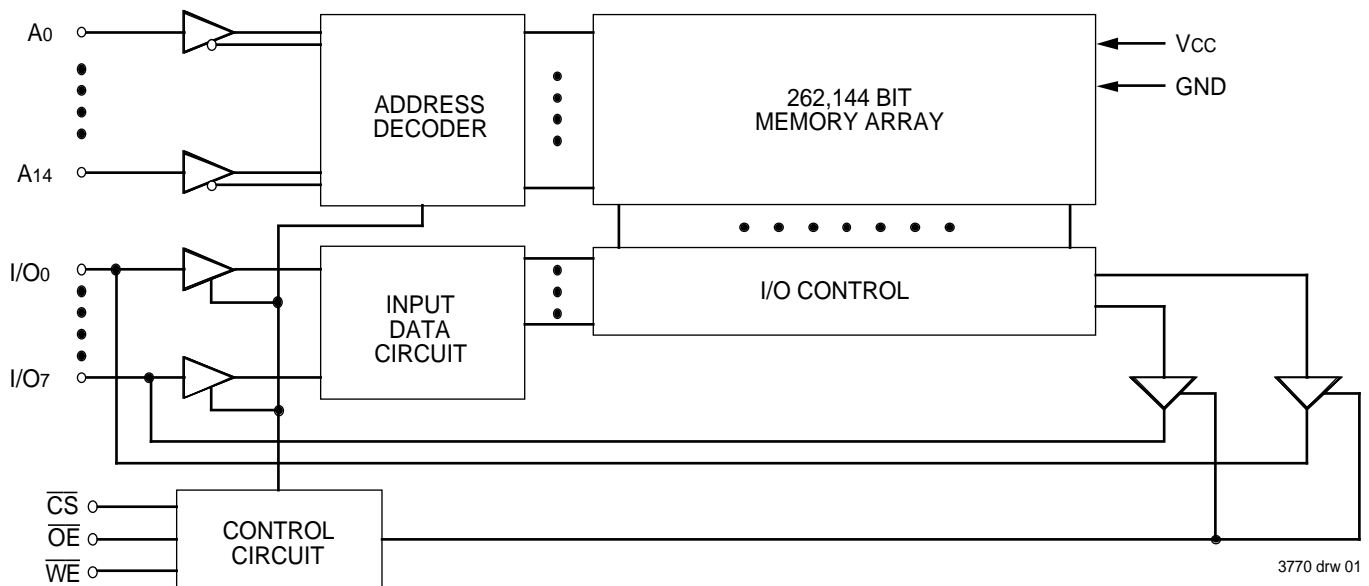 A0
VCC
GND
ADDRESS
DECODER
262,144 BIT
MEMORY ARRAY
A14
I/O0
INPUT
DATA
CIRCUIT
I/O CONTROL
I/O7
CS
OE
WE
CONTROL
CIRCUIT
3770 drw 01